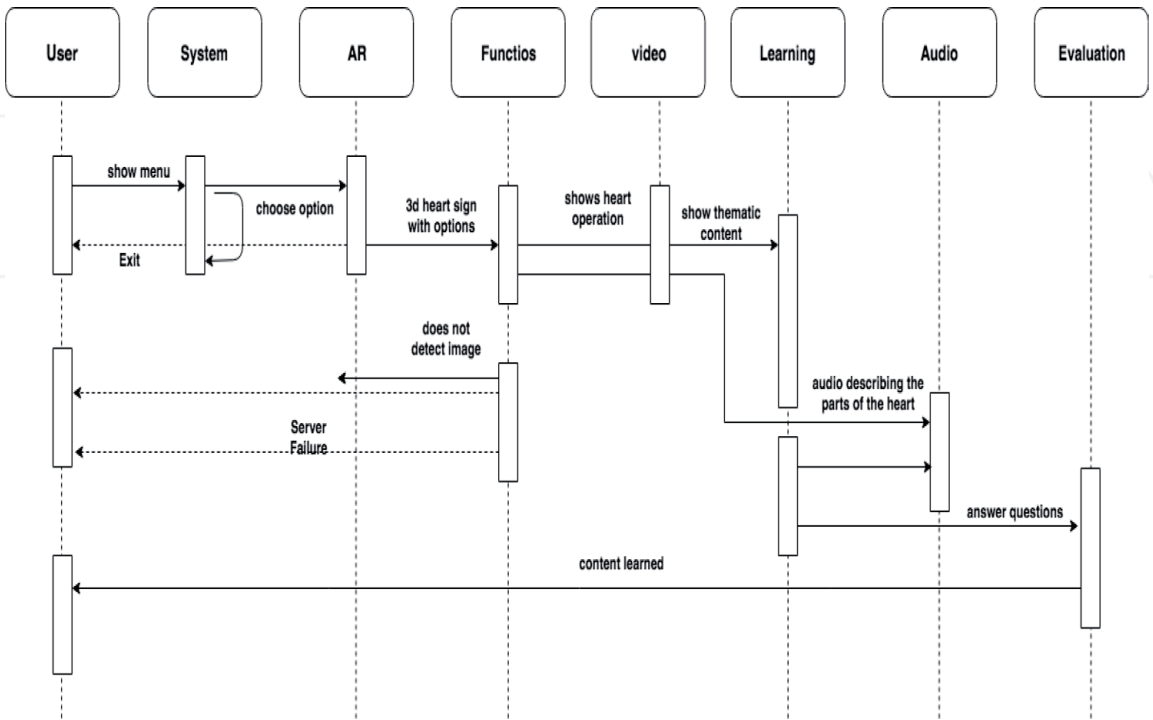 User
System
AR
Functios
video
Learning
Audio
Evaluation
show menu
choose option
Exit
3d heart sign
with options
shows heart
operation
show thematic
content
does not
detect image
audio describing the
parts of the heart
Server
Failure
answer questions
content learned